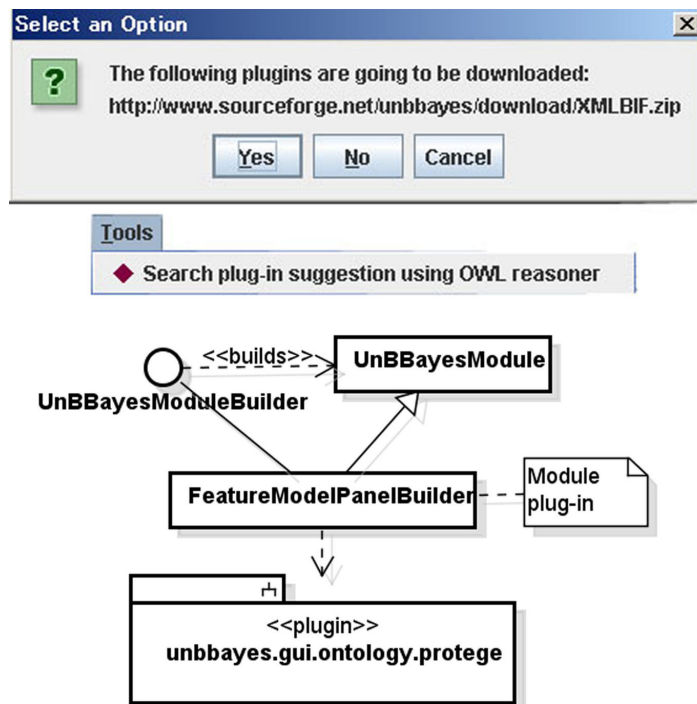 Select an Option
The following plugins are going to be downloaded:
http://www.sourceforge.net/unbbayes/download/XMLBIF.zip
Yes No Cancel
Tools
Search plug-in suggestion using OWL reasoner
<<builds>>
UnBBayesModule
UnBBayesModuleBuilder
FeatureModelPanelBuilder
Module
plug-in
<<plugin>>
unbbayes.gui.ontology.protege